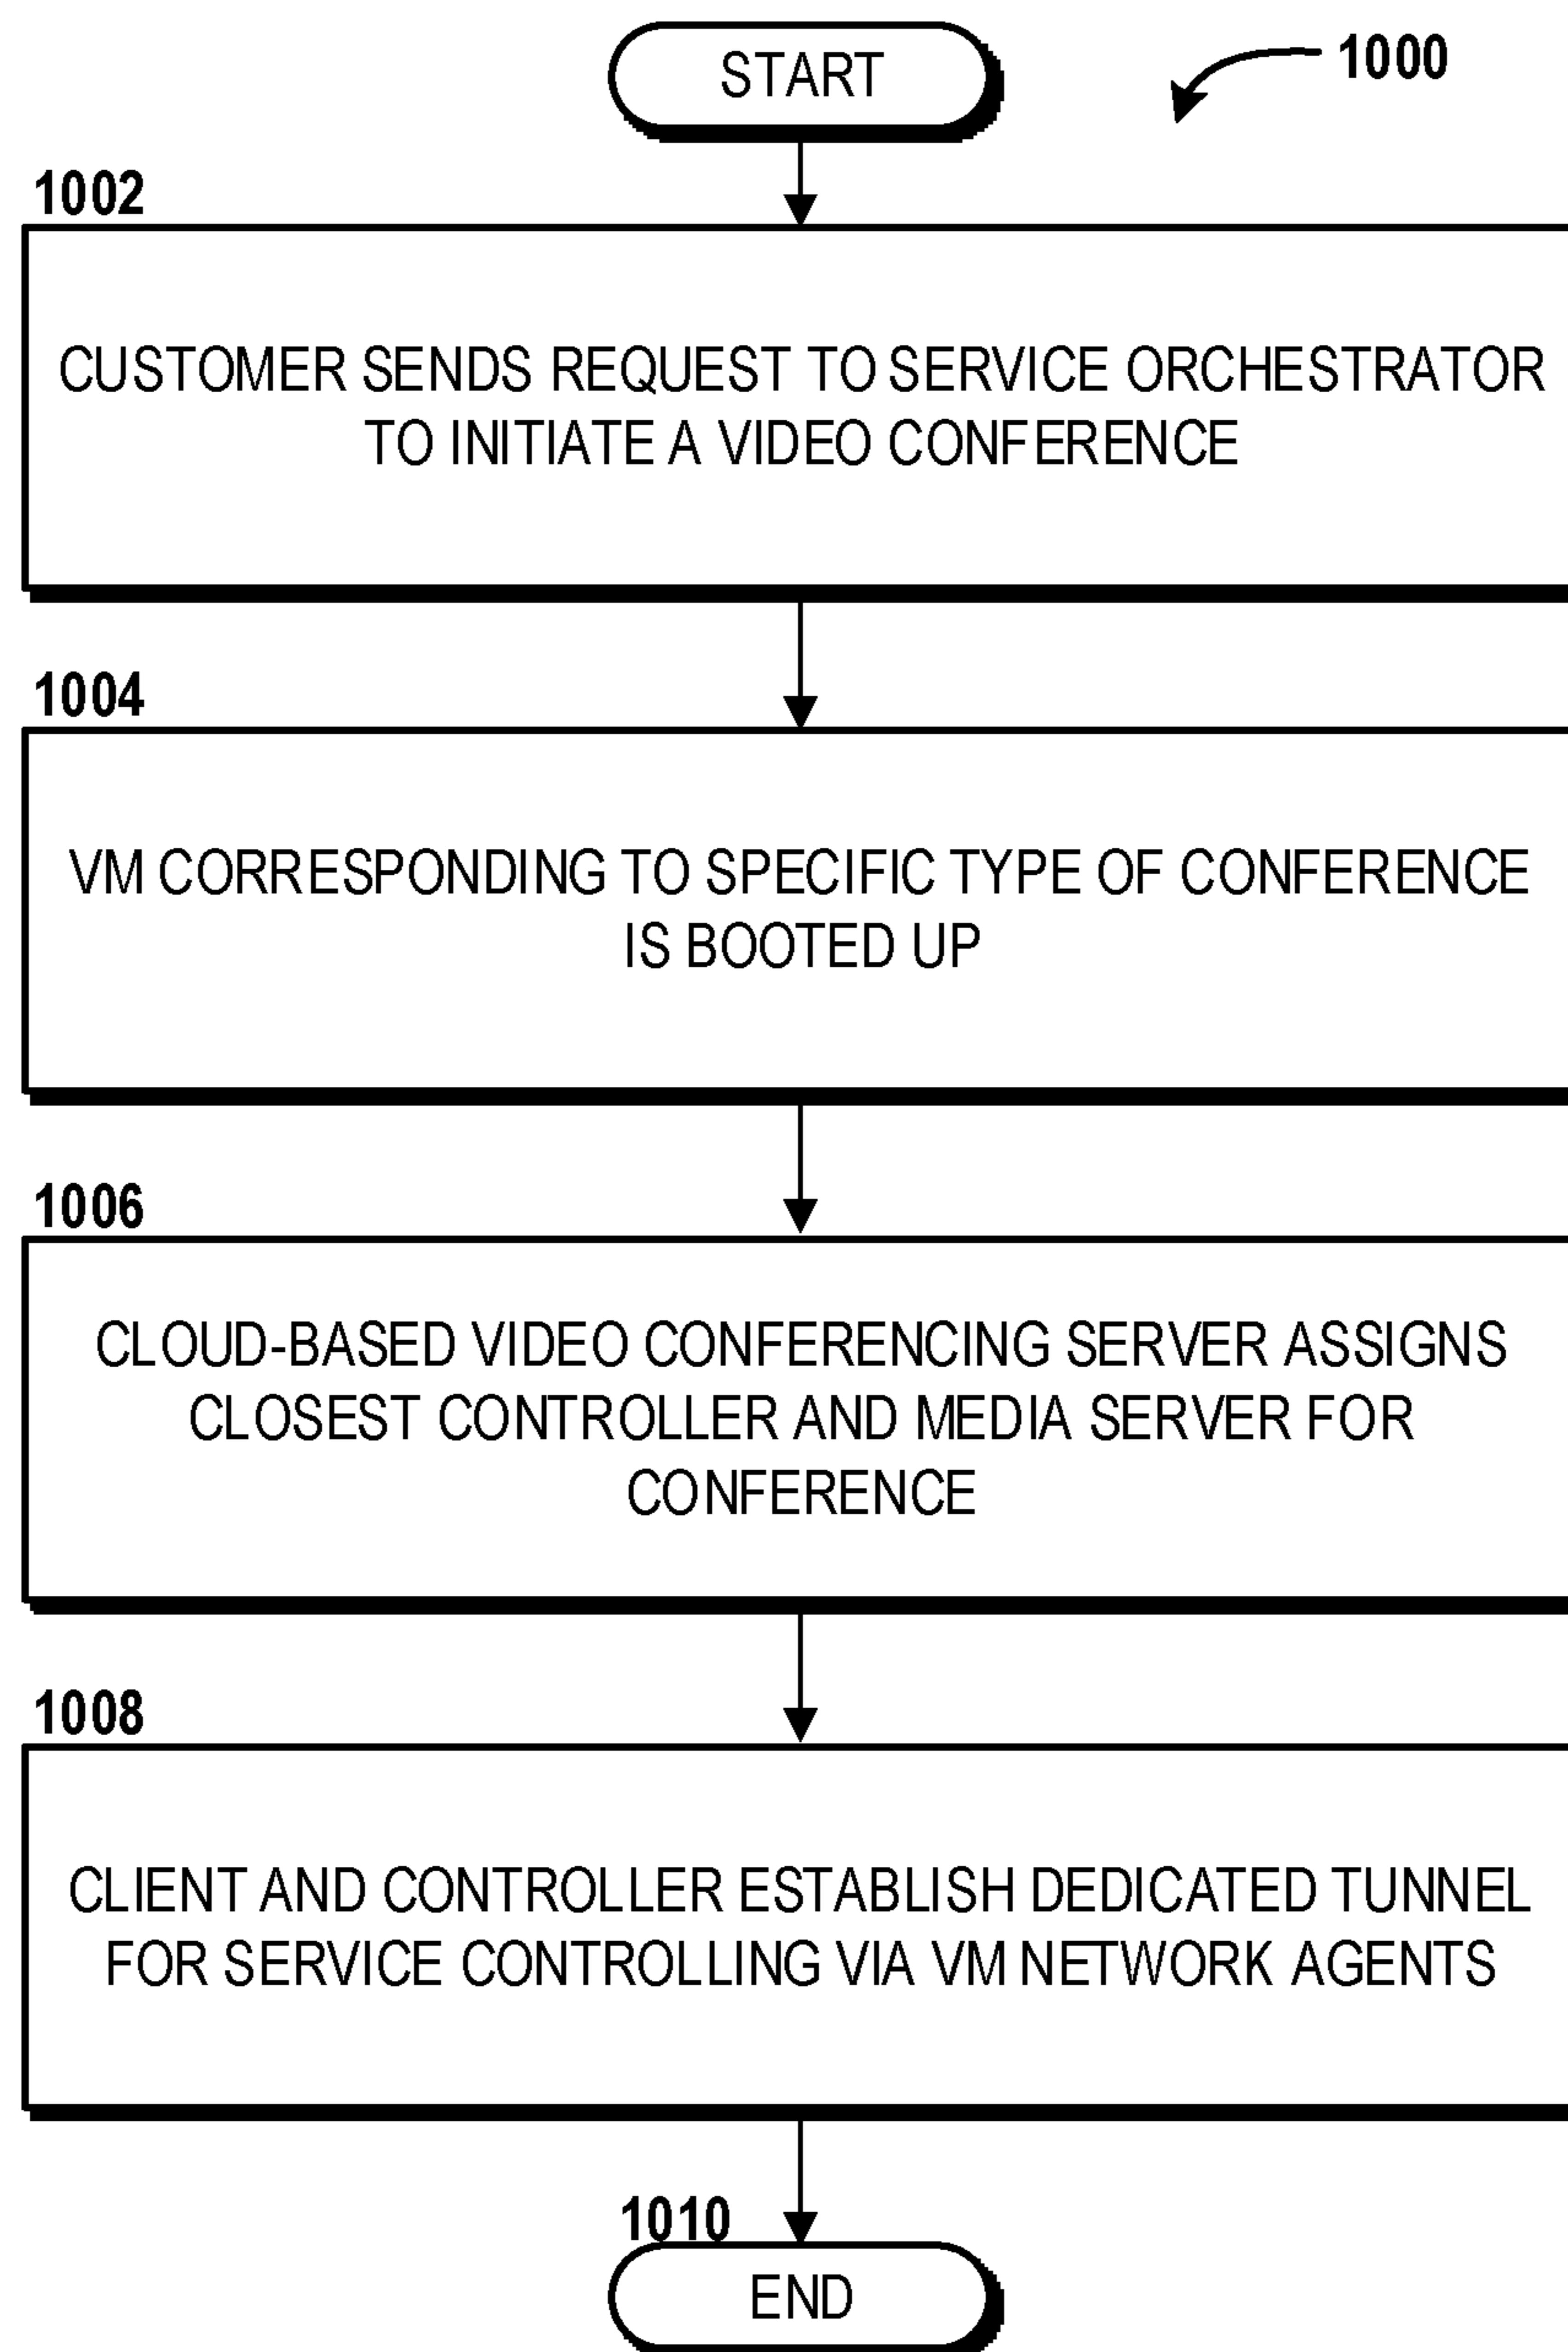 START
1000
1002
CUSTOMER SENDS REQUEST TO SERVICE ORCHESTRATOR
TO INITIATE A VIDEO CONFERENCE
1004
VM CORRESPONDING TO SPECIFIC TYPE OF CONFERENCE
IS BOOTED UP
1006
CLOUD-BASED VIDEO CONFERENCING SERVER ASSIGNS
CLOSEST CONTROLLER AND MEDIA SERVER FOR
CONFERENCE
1008
CLIENT AND CONTROLLER ESTABLISH DEDICATED TUNNEL
FOR SERVICE CONTROLLING VIA VM NETWORK AGENTS
1010
END